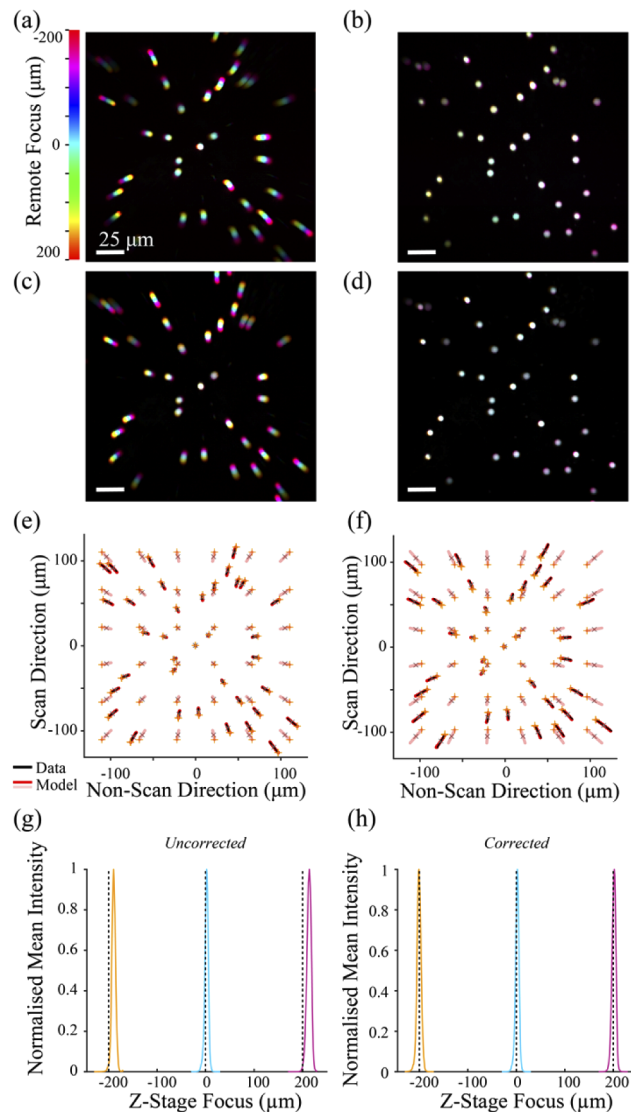 (a)
(b)
-200
0
200
Remote Focus (µm)
25 µm
(c)
(d)
(e)
(f)
100
0
-100
Scan Direction (µm)
-100 0 100
Non-Scan Direction (µm)
Data
Model
100
0
-100
Scan Direction (µm)
-100 0 100
Non-Scan Direction (µm)
(g)
Uncorrected
1
0.8
0.6
0.4
0.2
0
Normalised Mean Intensity
-200 -100 0 100 200
Z-Stage Focus (µm)
(h)
Corrected
1
0.8
0.6
0.4
0.2
0
Normalised Mean Intensity
-200 -100 0 100 200
Z-Stage Focus (µm)